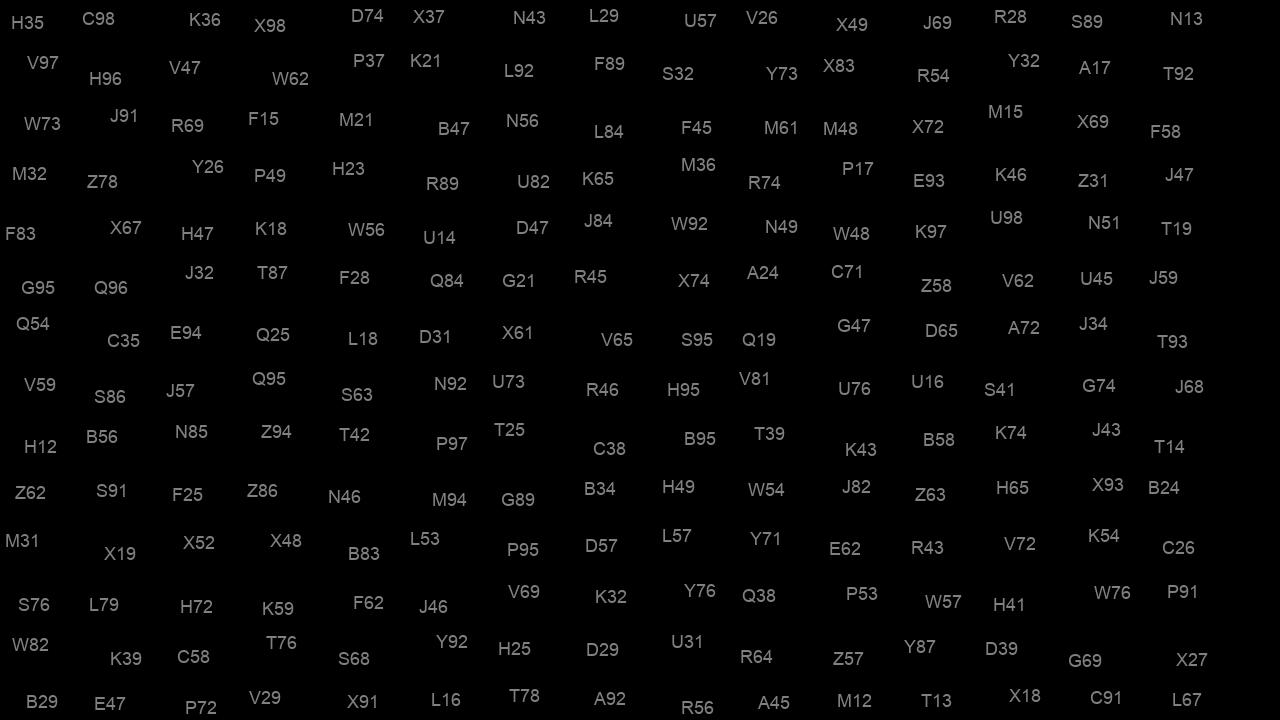 H35 C98 K36 X98 D74 X37 N43 L29 U57 V26 X49 J69 R28 S89 N13
V97 H96 V47 W62 P37 K21 L92 F89 S32 Y73 X83 R54 Y32 A17 T92
W73 J91 R69 F15 M21 B47 N56 L84 F45 M61 M48 X72 M15 X69 F58
M32 Z78 Y26 P49 H23 R89 U82 K65 M36 R74 P17 E93 K46 Z31 J47
F83 X67 H47 K18 W56 U14 D47 J84 W92 N49 W48 K97 U98 N51 T19
G95 Q96 J32 T87 F28 Q84 G21 R45 X74 A24 C71 Z58 V62 U45 J59
Q54 C35 E94 Q25 L18 D31 X61 V65 S95 Q19 G47 D65 A72 J34 T93
V59 S86 J57 Q95 S63 N92 U73 R46 H95 V81 U76 U16 S41 G74 J68
H12 B56 N85 Z94 T42 P97 T25 C38 B95 T39 K43 B58 K74 J43 T14
Z62 S91 F25 Z86 N46 M94 G89 B34 H49 W54 J82 Z63 H65 X93 B24
M31 X19 X52 X48 B83 L53 P95 D57 L57 Y71 E62 R43 V72 K54 C26
S76 L79 H72 K59 F62 J46 V69 K32 Y76 Q38 P53 W57 H41 W76 P91
W82 K39 C58 T76 S68 Y92 H25 D29 U31 R64 Z57 Y87 D39 G69 X27
B29 E47 P72 V29 X91 L16 T78 A92 R56 A45 M12 T13 X18 C91 L67